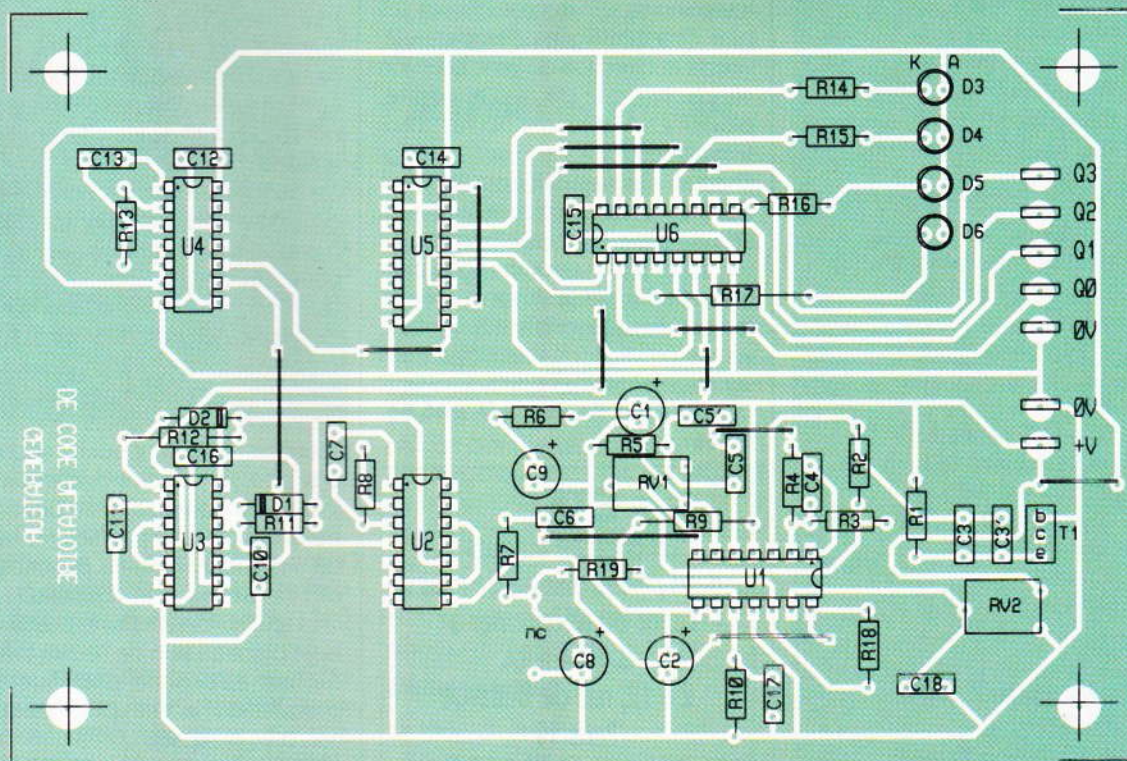 K A
R14
D3
R15
D4
C13
C12
C14
R16
D5
Q3
R13
U4
U5
C15
U6
Q2
D6
Q1
R17
Q0
0V
D2
R12
C16
R6
+
C1
C5'
0V
+V
DE CODE ALEATOIRE
GENERATEUR
C7
R8
+
C9
R5
RV1
C5
R4
C4
R2
C11
U3
D1
R11
C10
U2
C6
R9
R3
R1
C3
C3'
b
c
e
T1
R7
R19
U1
RV2
nc
+
C8
+
C2
R10
C17
R18
C18